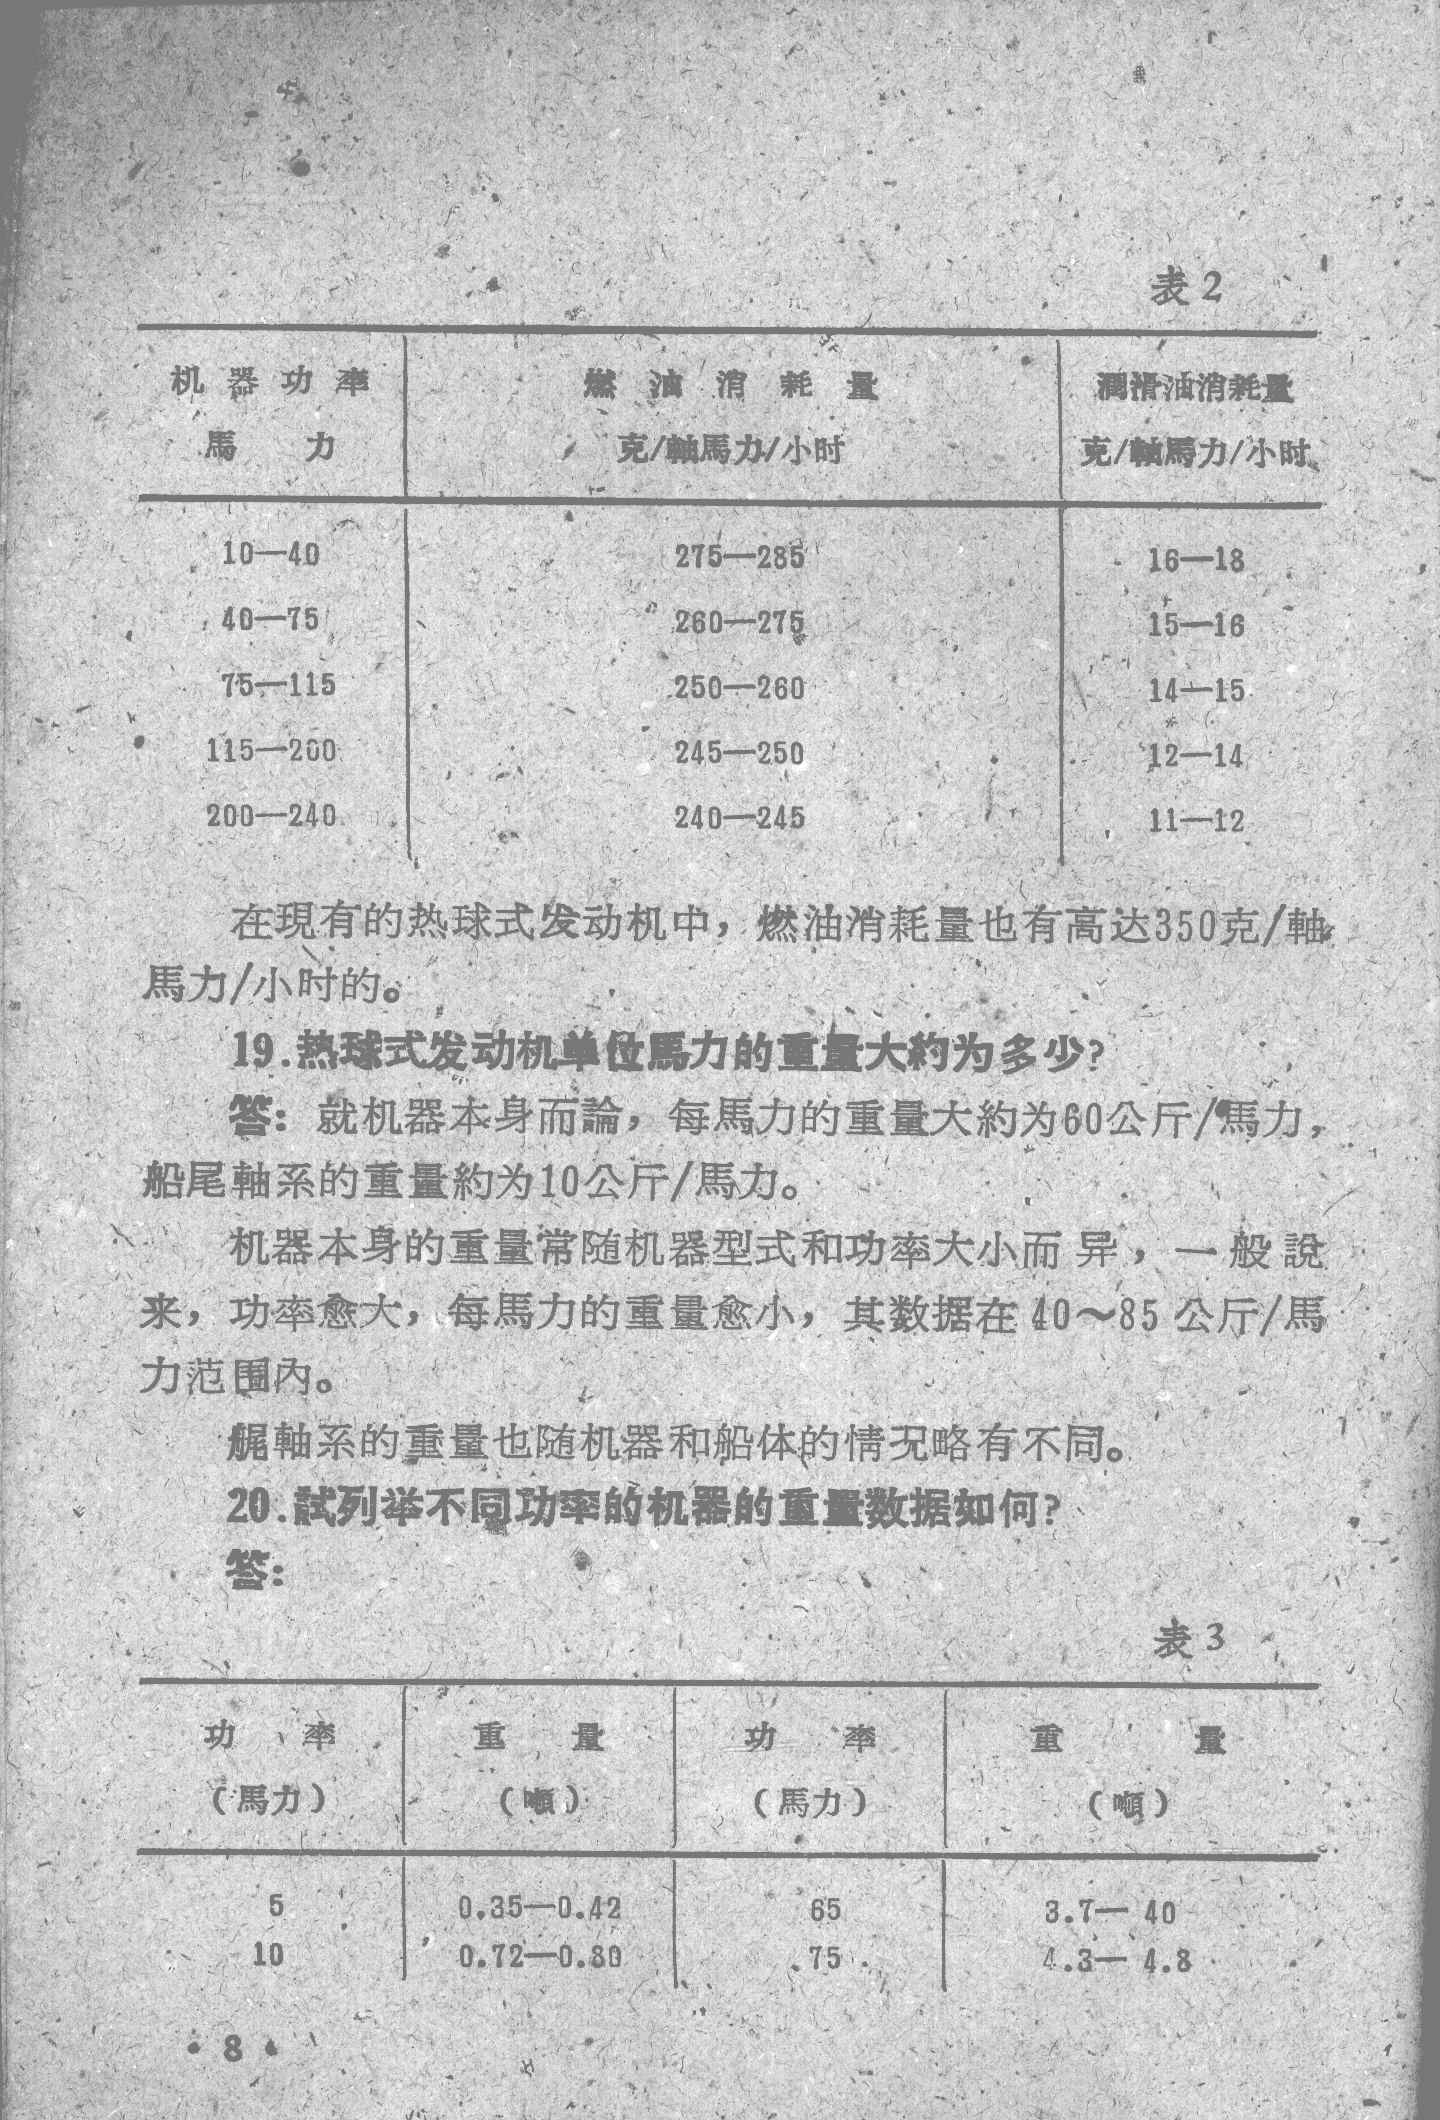 表 2
机器功率 燃油消耗量 潤滑油消耗量
馬力 克/軸馬力/小时 克/軸馬力/小时
10—40 275—285 16—18
40—75 260—275 15—16
75—115 250—260 14—15
115—200 245—250 12—14
200—240 240—245 11—12
在現有的热球式发动机中，燃油消耗量也有高达350克/軸
馬力/小时的。
19.热球式发动机单位馬力的重量大約为多少?
答：就机器本身而論，每馬力的重量大約为60公斤/馬力，
船尾軸系的重量約为10公斤/馬力。
机器本身的重量常随机器型式和功率大小而异，一般說
来，功率愈大，每馬力的重量愈小，其数据在40～85公斤/馬
力范围內。
艉軸系的重量也随机器和船体的情况略有不同。
20.試列举不同功率的机器的重量数据如何?
答：
表 3
功率 重量 功率 重量
（馬力） （噸） （馬力） （噸）
5 0.35—0.42 65 3.7— 40
10 0.72—0.80 75 4.3— 4.8
• 8 •